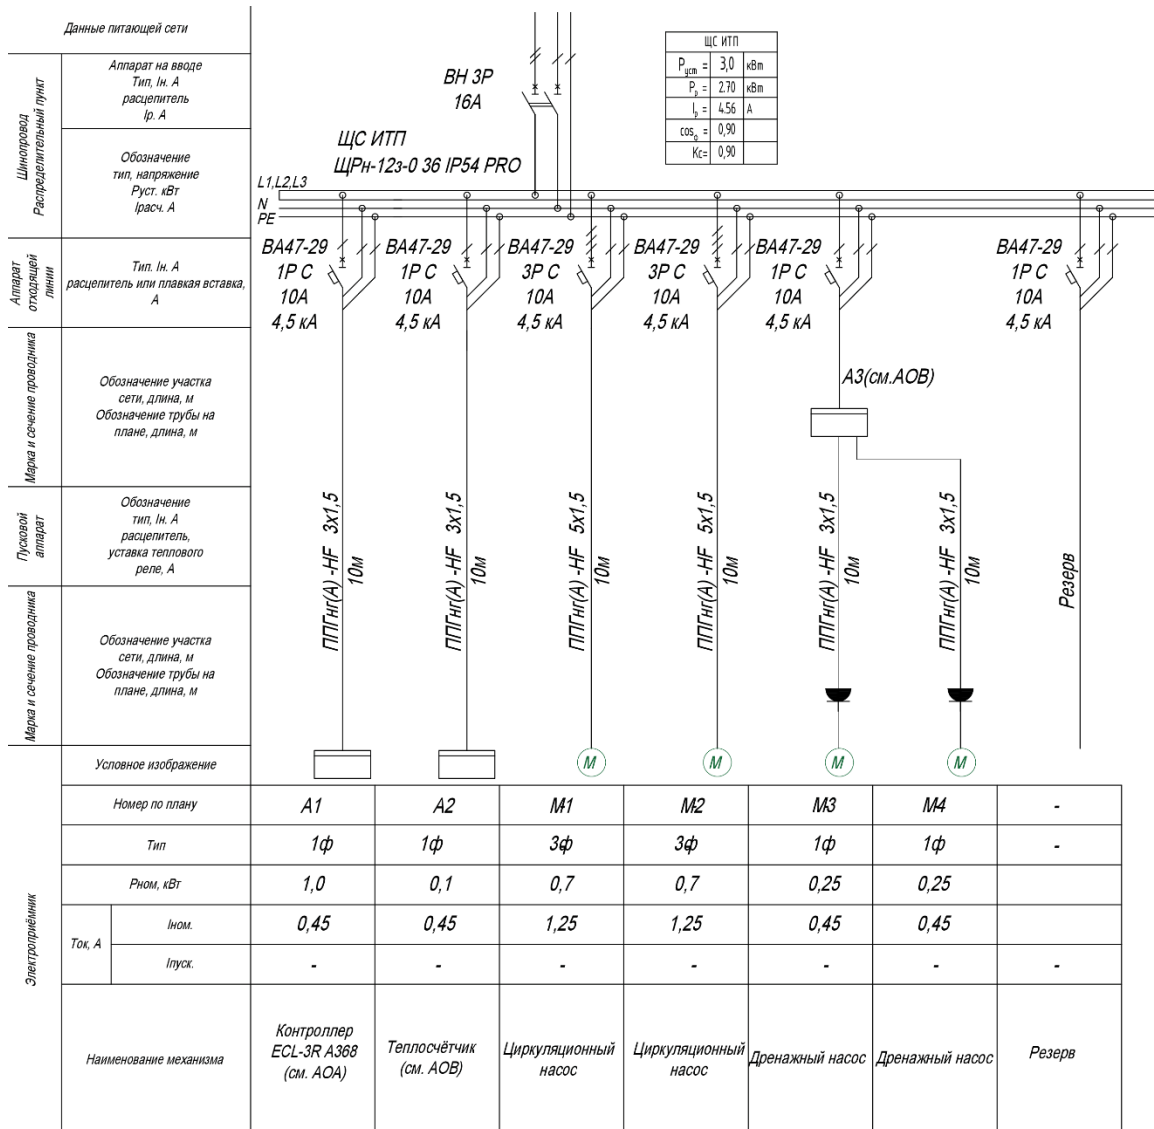 Данные питающей сети
Шинопровод
Распределительный пункт
Аппарат на вводе
Тип, Iн. А
расцепитель
Iр. А
Обозначение
тип, напряжение
Руст. кВт
Iрасч. А
ВН 3Р
16А
ЩС ИТП
ЩРн-12з-0 36 IP54 PRO
ЩС ИТП
Pуст = 3,0 кВт
Pр = 2.70 кВт
Iр = 4.56 А
cosφ = 0,90
Кс= 0,90
L1,L2,L3
N
PE
Аппарат
отходящей
линии
Тип. Iн. А
расцепитель или плавкая вставка,
А
ВА47-29
1Р С
10А
4,5 кА
ВА47-29
1Р С
10А
4,5 кА
ВА47-29
3Р С
10А
4,5 кА
ВА47-29
3Р С
10А
4,5 кА
ВА47-29
1Р С
10А
4,5 кА
ВА47-29
1Р С
10А
4,5 кА
Марка и сечение проводника
Обозначение участка
сети, длина, м
Обозначение трубы на
плане, длина, м
А3(см.АОВ)
Пусковой
аппарат
Обозначение
тип, Iн. А
расцепитель,
уставка теплового
реле, А
Марка и сечение проводника
Обозначение участка
сети, длина, м
Обозначение трубы на
плане, длина, м
ППГнг(А) -HF 3х1,5
10м
ППГнг(А) -HF 3х1,5
10м
ППГнг(А) -HF 5х1,5
10м
ППГнг(А) -HF 5х1,5
10м
ППГнг(А) -HF 3х1,5
10м
ППГнг(А) -HF 3х1,5
10м
Резерв
Условное изображение
М
М
М
М
Электроприёмник
Номер по плану
А1
А2
М-1
М-2
М-3
М-4
-
Тип
1ф
1ф
3ф
3ф
1ф
1ф
-
Рном, кВт
1,0
0,1
0,7
0,7
0,25
0,25
Ток, А
Iном.
0,45
0,45
1,25
1,25
0,45
0,45
Iпуск.
-
-
-
-
-
-
-
Наименование механизма
Контроллер
ECL-3R A368
(см. АОА)
Теплосчётчик
(см. АОВ)
Циркуляционный
насос
Циркуляционный
насос
Дренажный насос
Дренажный насос
Резерв